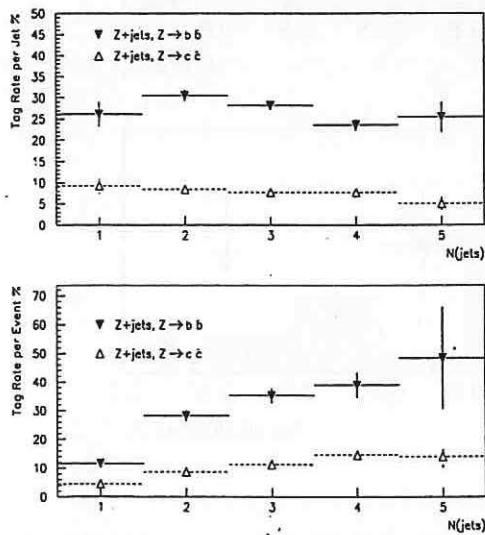 Tag Rate per Jet %
50
45
40
35
30
25
20
15
10
5
0
Z+jets, Z→b b̄
Z+jets, Z→c c̄
1 2 3 4 5
N(jets)
Tag Rate per Event %
70
60
50
40
30
20
10
0
Z+jets, Z→b b̄
Z+jets, Z→c c̄
1 2 3 4 5
N(jets)